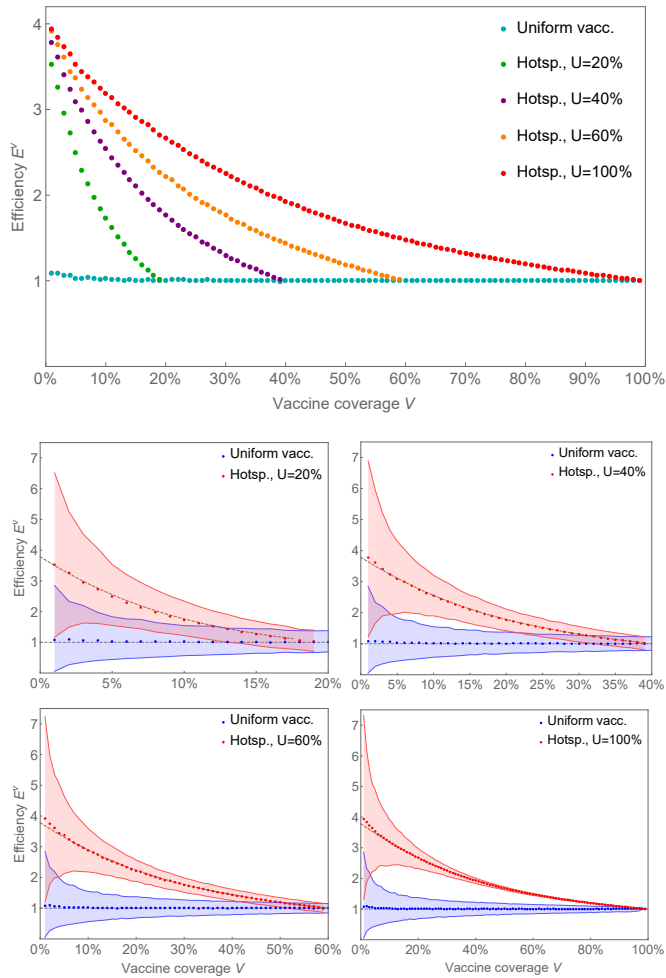 4
3
2
1
Efficiency E^v
Uniform vacc.
Hotsp., U=20%
Hotsp., U=40%
Hotsp., U=60%
Hotsp., U=100%
0% 10% 20% 30% 40% 50% 60% 70% 80% 90% 100%
Vaccine coverage V
7
6
5
4
3
2
1
Efficiency E^v
Uniform vacc.
Hotsp., U=20%
0% 5% 10% 15% 20%
7
6
5
4
3
2
1
Uniform vacc.
Hotsp., U=40%
0% 5% 10% 15% 20% 25% 30% 35% 40%
7
6
5
4
3
2
1
Efficiency E^v
Uniform vacc.
Hotsp., U=60%
0% 10% 20% 30% 40% 50% 60%
Vaccine coverage V
7
6
5
4
3
2
1
Uniform vacc.
Hotsp., U=100%
0% 20% 40% 60% 80% 100%
Vaccine coverage V